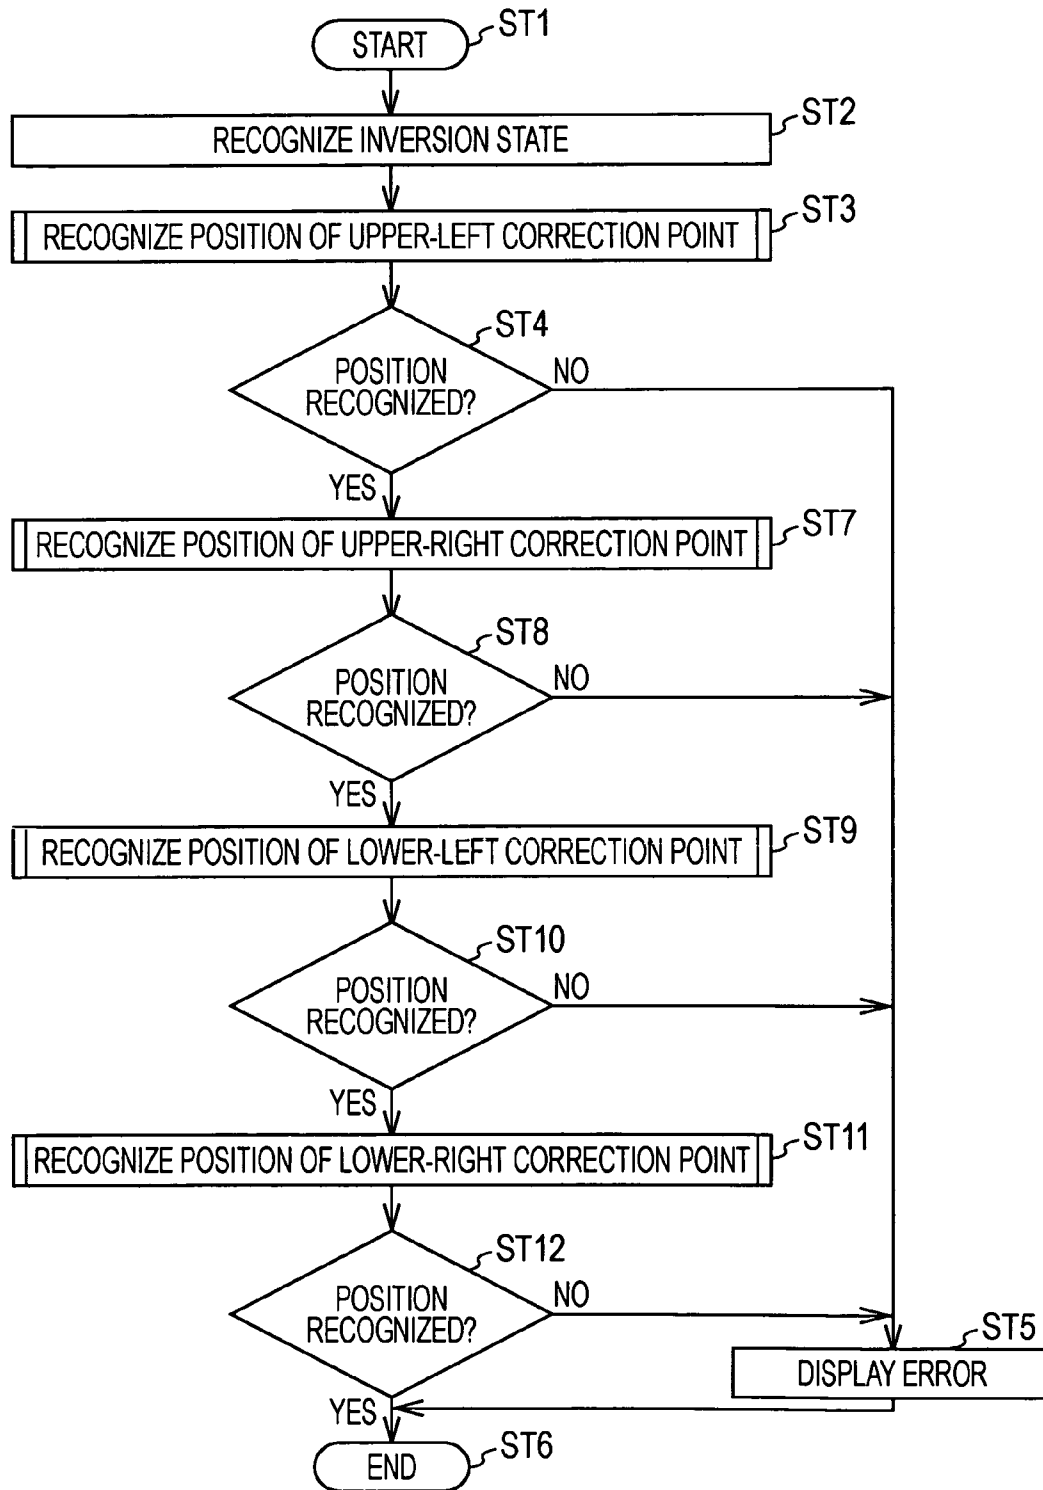 START
ST1
RECOGNIZE INVERSION STATE
ST2
RECOGNIZE POSITION OF UPPER-LEFT CORRECTION POINT
ST3
ST4
POSITION
RECOGNIZED?
NO
YES
RECOGNIZE POSITION OF UPPER-RIGHT CORRECTION POINT
ST7
ST8
POSITION
RECOGNIZED?
NO
YES
RECOGNIZE POSITION OF LOWER-LEFT CORRECTION POINT
ST9
ST10
POSITION
RECOGNIZED?
NO
YES
RECOGNIZE POSITION OF LOWER-RIGHT CORRECTION POINT
ST11
ST12
POSITION
RECOGNIZED?
NO
ST5
DISPLAY ERROR
YES
END
ST6